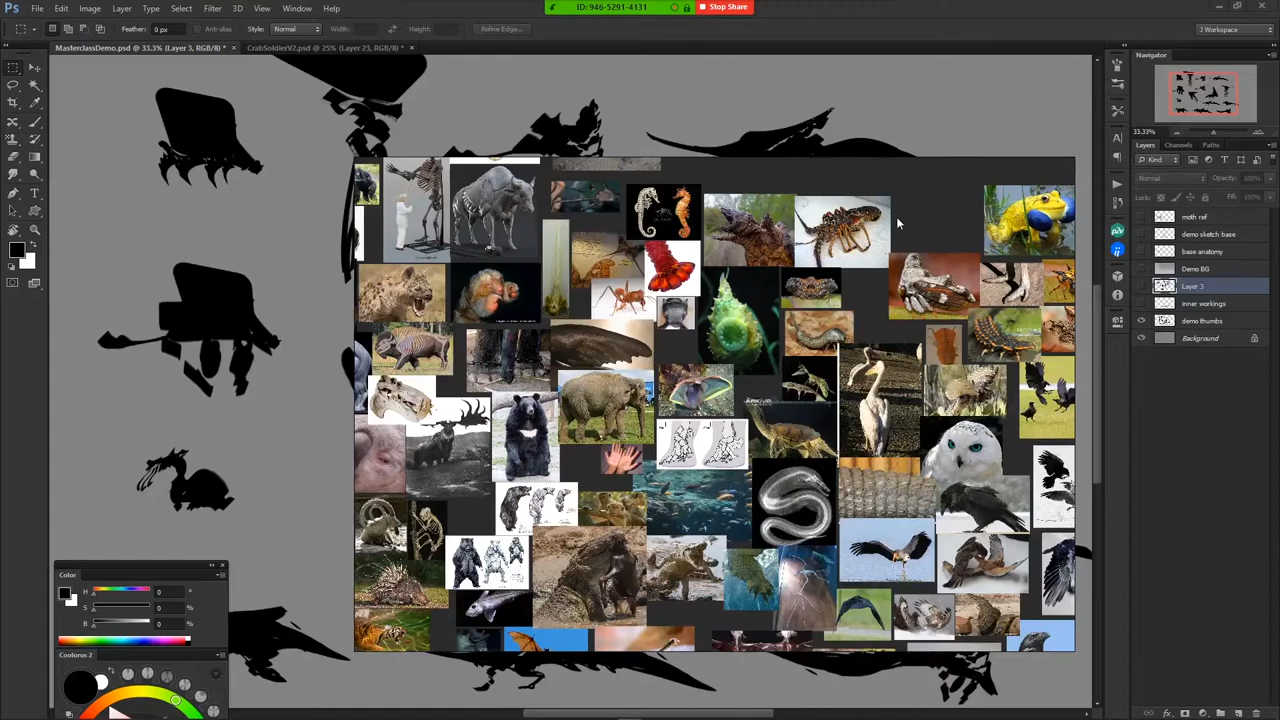 Ps File Edit Image Layer Type Select Filter 3D View Window Help
ID: 946-5291-4131 Stop Share
Feather: 0 px Anti-alias Style: Normal Width: Height: Refine Edge...
J Workspace
MasterclassDemo.psd @ 33.3% (Layer 3, RGB/8) * × CrabSoldierV2.psd @ 25% (Layer 23, RGB/8) * ×
Navigator
33.33%
Layers Channels Paths
Kind
Normal Opacity: 100%
Lock: Fill: 100%
moth ref
demo sketch base
base anatomy
Demo BG
Layer 3
inner workings
demo thumbs
Background
Color
H 0 °
S 0 %
B 0 %
Coolorus 2